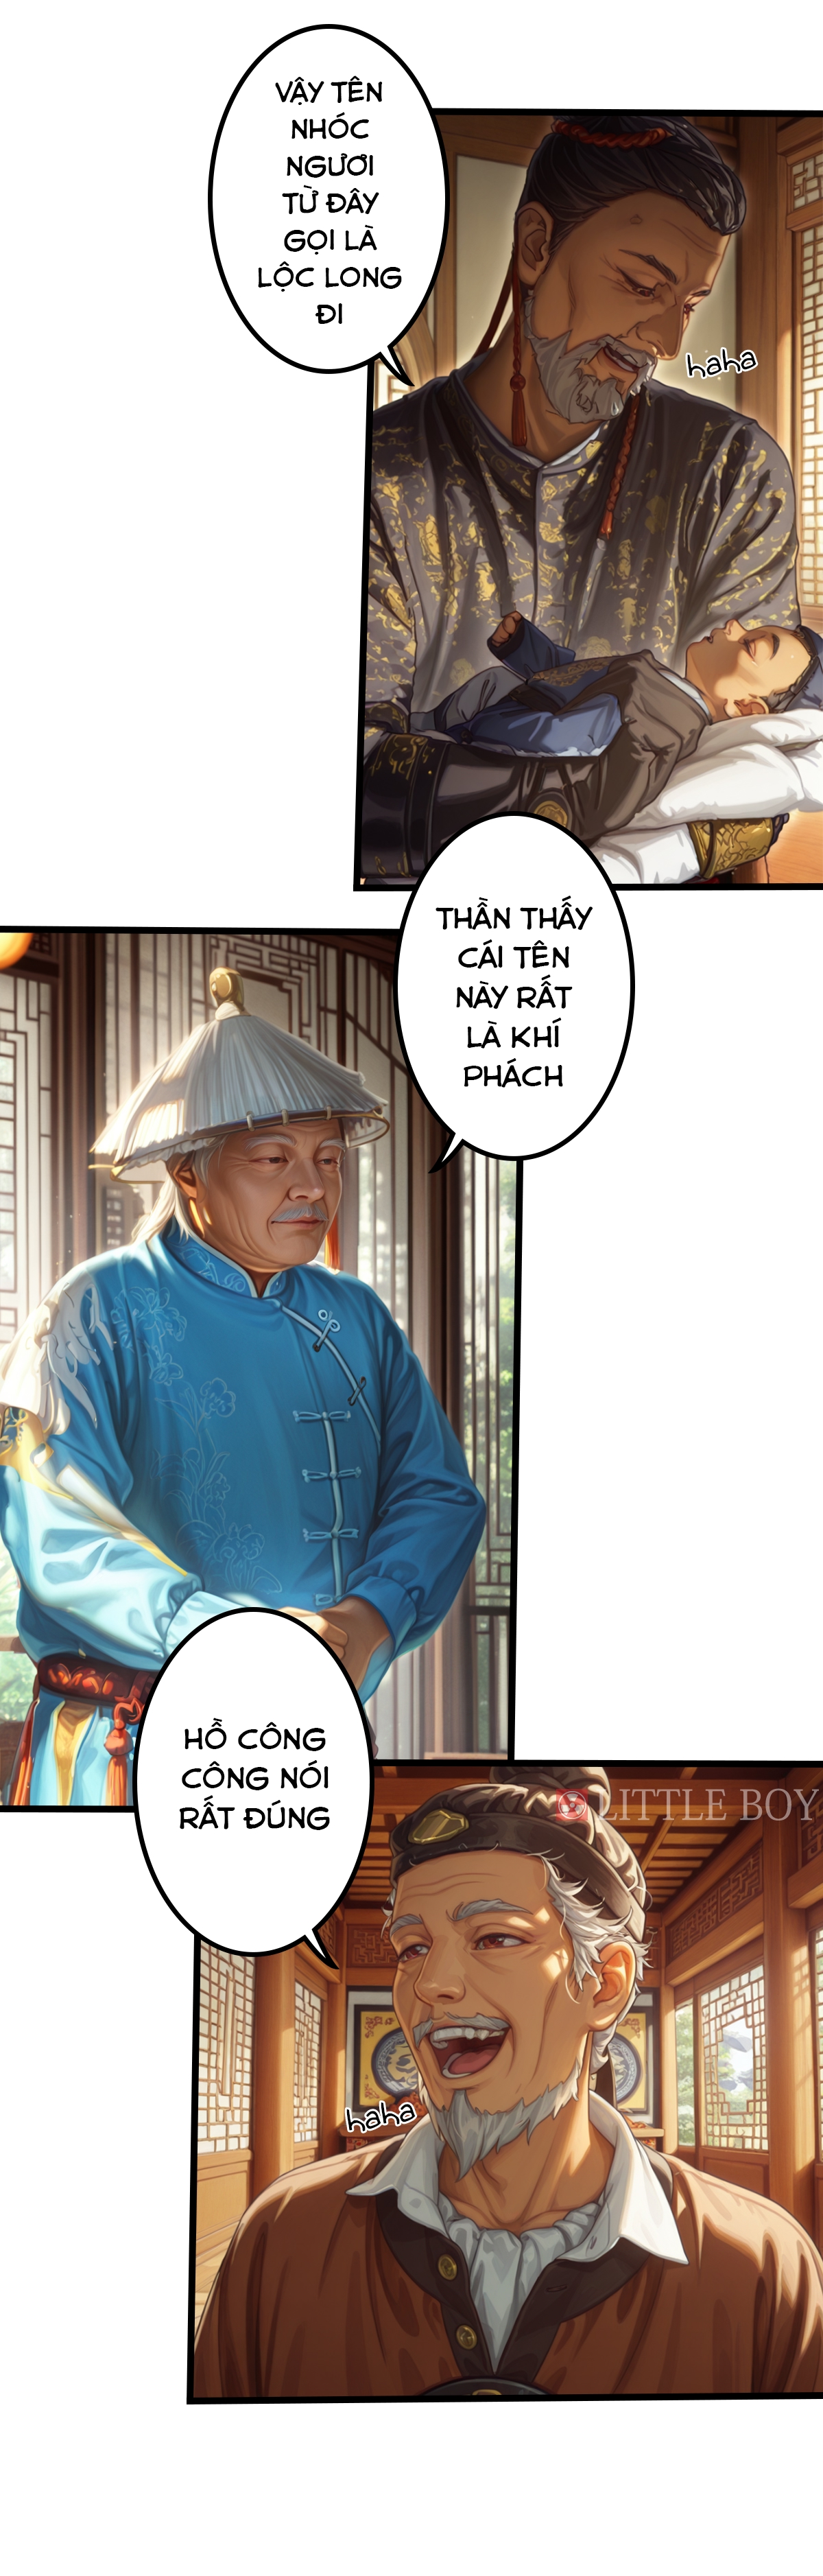 VẬY TÊN
NHÓC
NGƯƠI
TỪ ĐÂY
GỌI LÀ
LỘC LONG
ĐI
haha
THẦN THẤY
CÁI TÊN
NÀY RẤT
LÀ KHÍ
PHÁCH
HỒ CÔNG
CÔNG NÓI
RẤT ĐÚNG
LITTLE BOY
haha